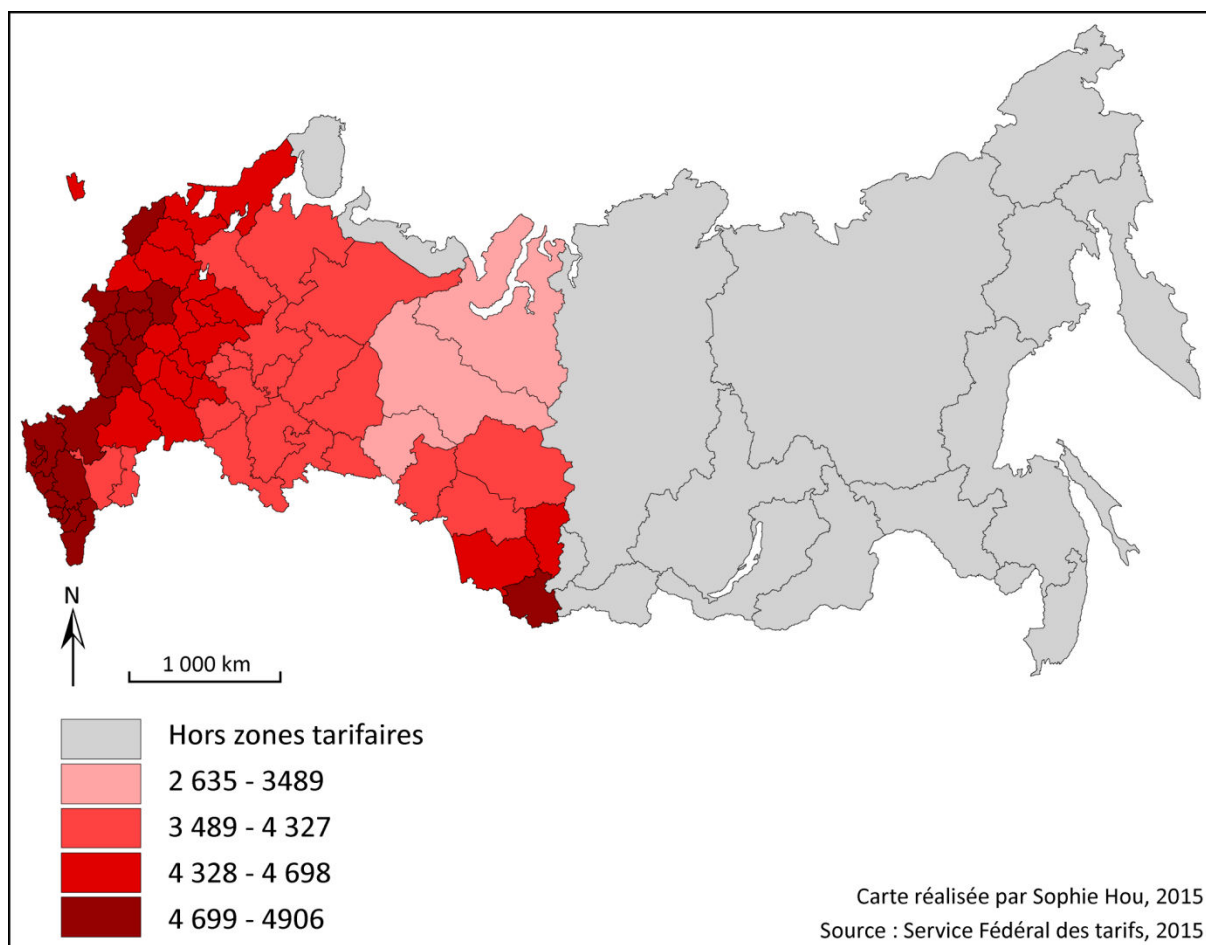 N
1 000 km
Hors zones tarifaires
2 635 - 3489
3 489 - 4 327
4 328 - 4 698
4 699 - 4906
Carte réalisée par Sophie Hou, 2015
Source : Service Fédéral des tarifs, 2015